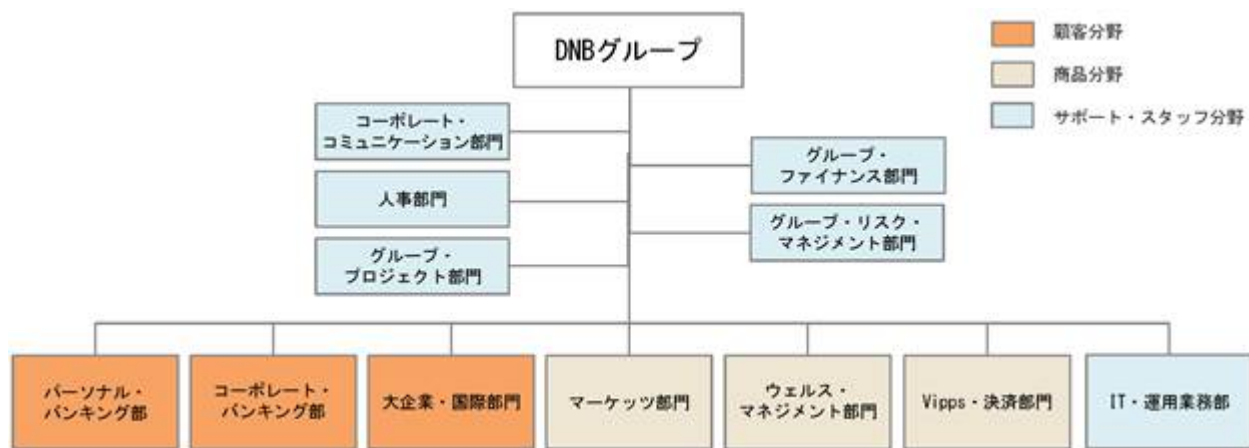 DNBグループ
顧客分野
商品分野
サポート・スタッフ分野
コーポレート・
コミュニケーション部門
グループ・
ファイナンス部門
人事部門
グループ・リスク・
マネジメント部門
グループ・
プロジェクト部門
パーソナル・
バンキング部
コーポレート・
バンキング部
大企業・国際部門
マーケッツ部門
ウェルス・
マネジメント部門
Vipps・決済部門
IT・運用業務部